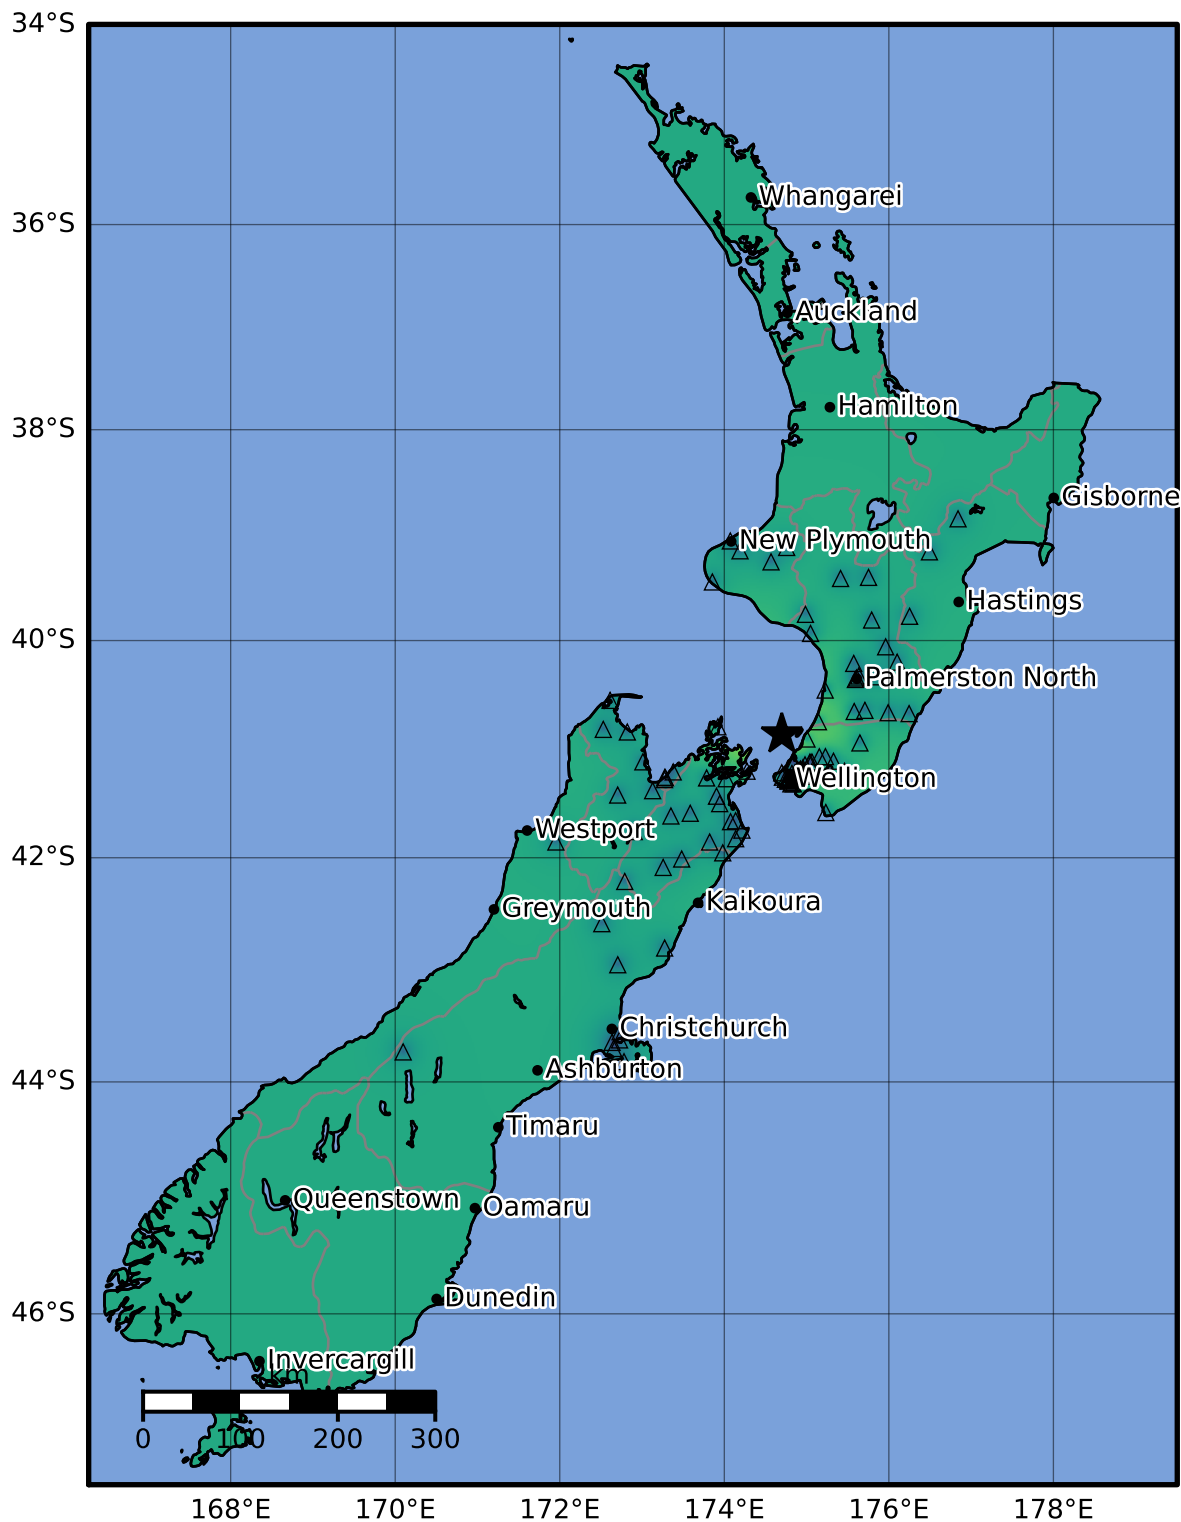 34°S
Whangarei
36°S
Auckland
Hamilton
38°S
Gisborne
New Plymouth
Hastings
40°S
Palmerston North
Wellington
Westport
42°S
Kaikoura
Greymouth
Christchurch
Ashburton
44°S
Timaru
Queenstown
Oamaru
Dunedin
46°S
Invercargill
km
0 100 200 300
168°E 170°E 172°E 174°E 176°E 178°E